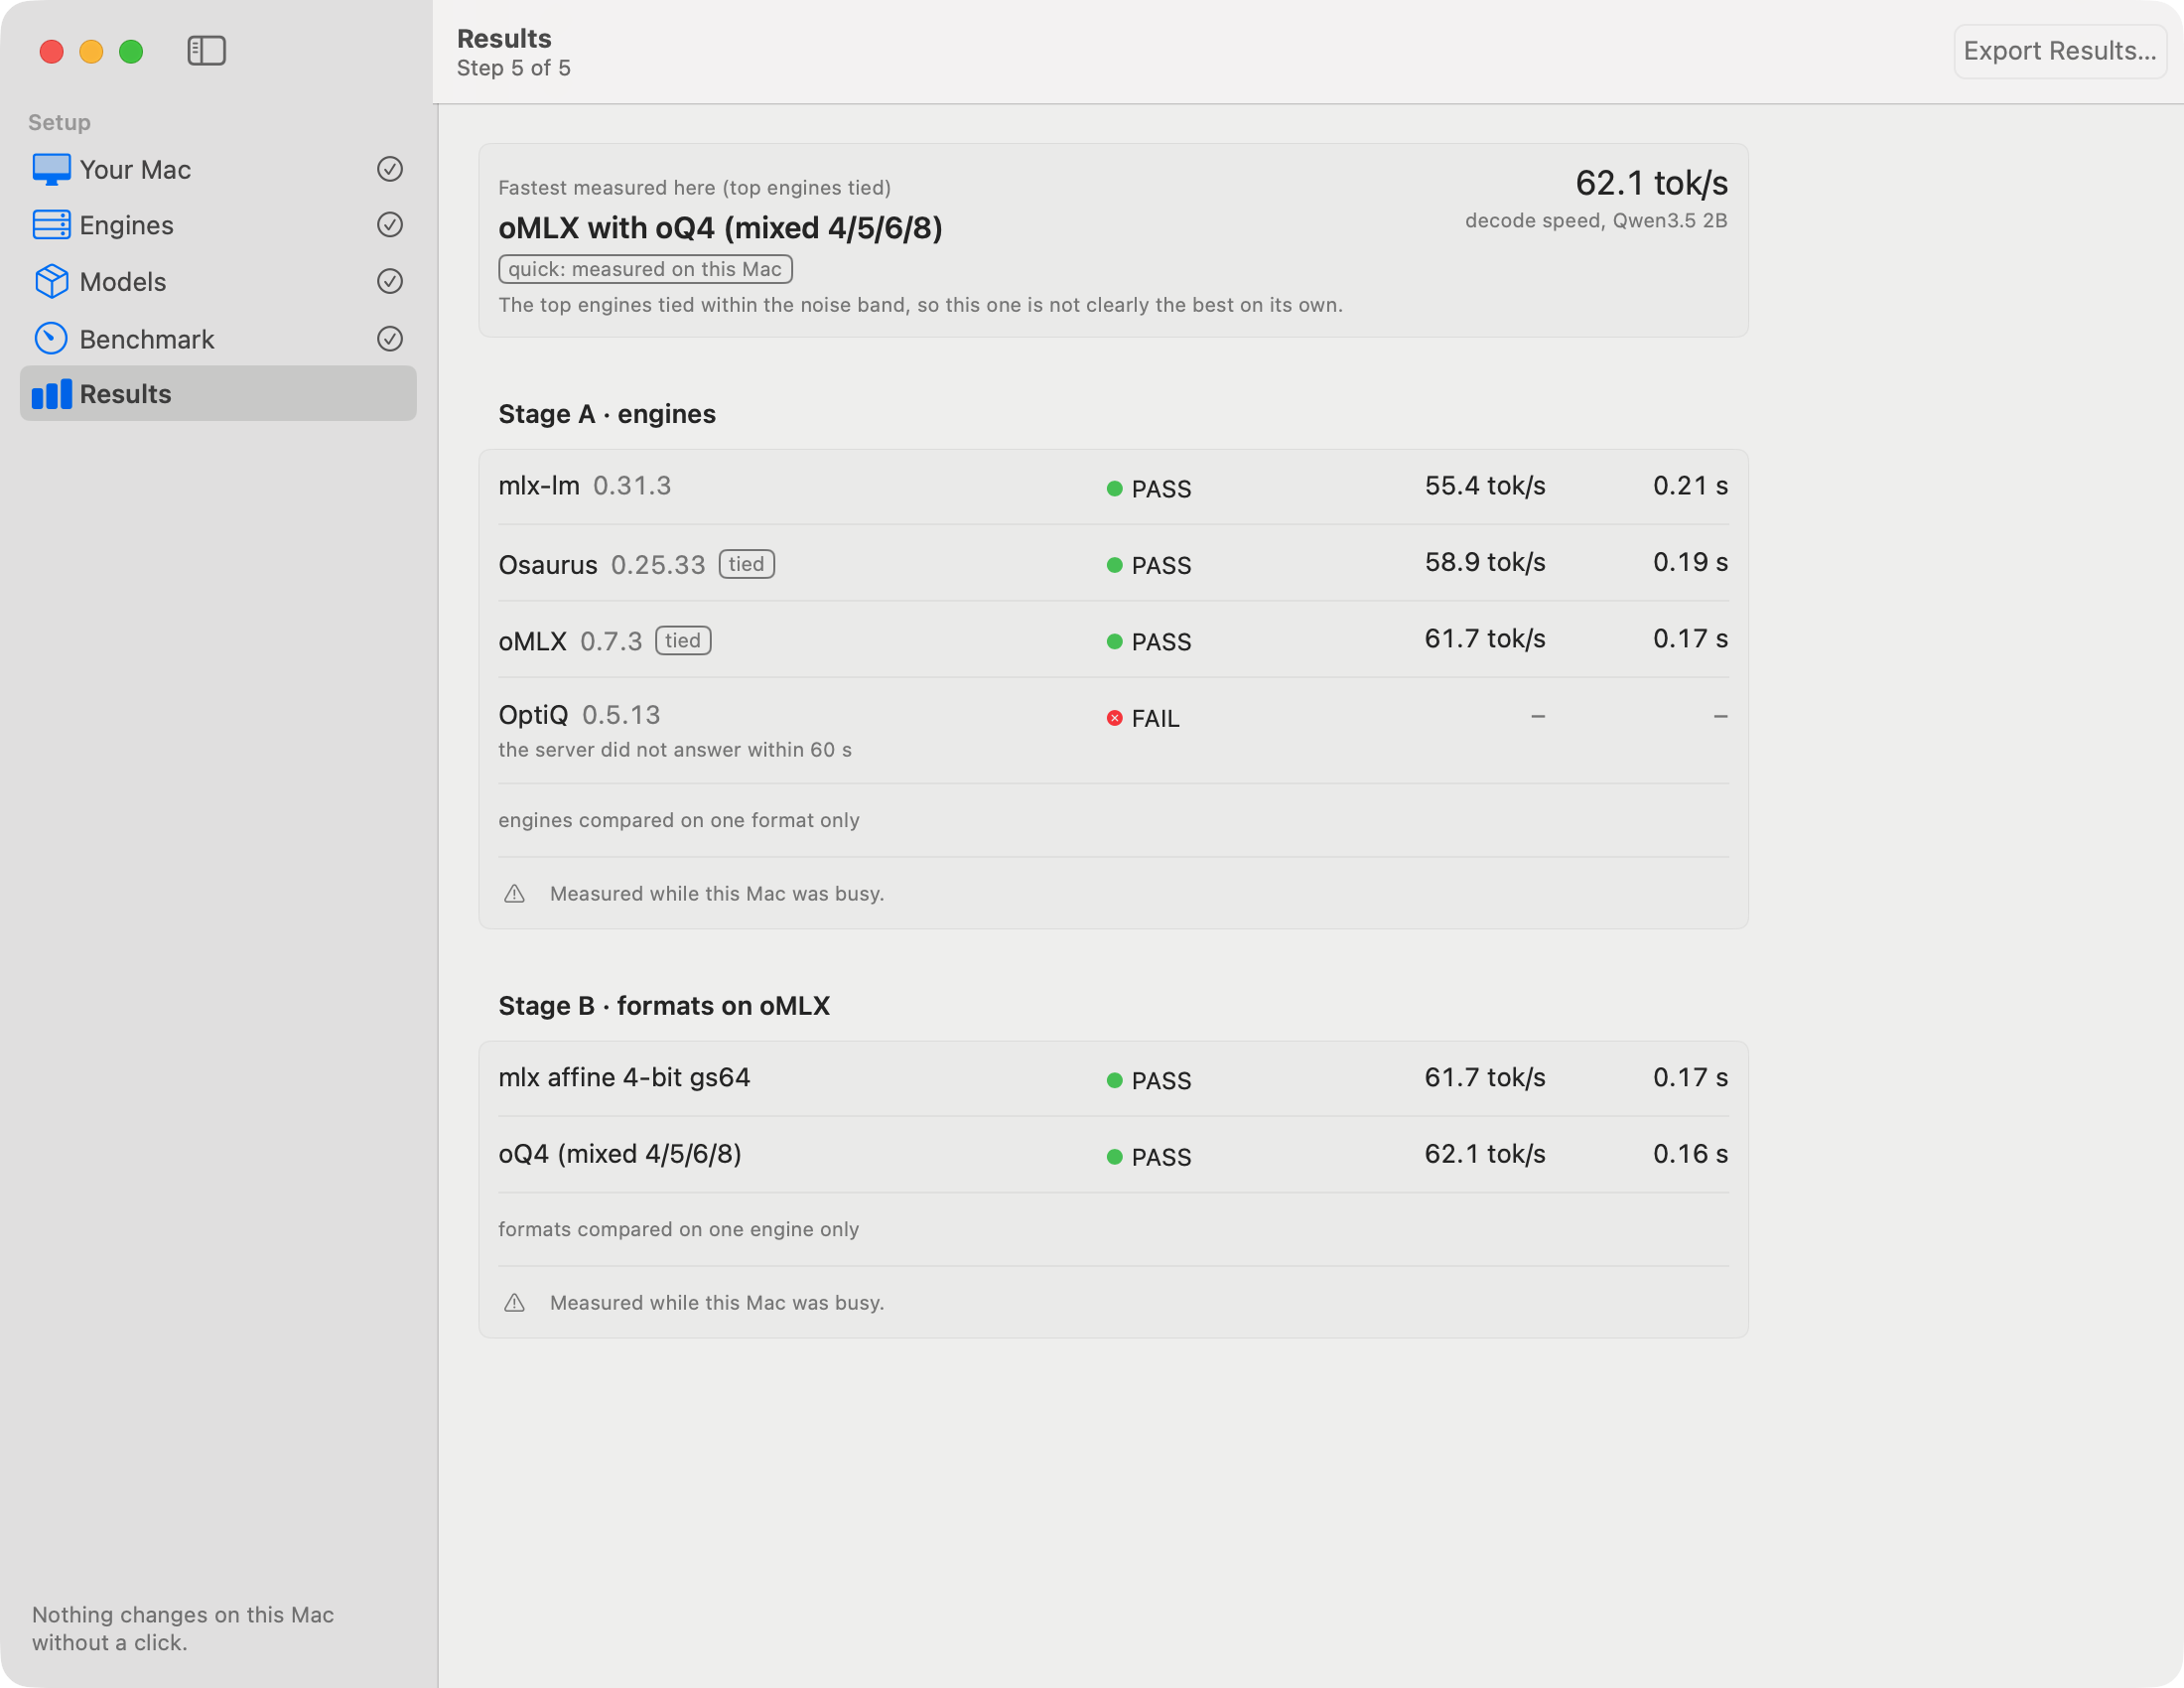 Results
Step 5 of 5
Export Results...
Setup
Your Mac
Engines
Models
Benchmark
Results
Nothing changes on this Mac
without a click.
Fastest measured here (top engines tied)
62.1 tok/s
oMLX with oQ4 (mixed 4/5/6/8)
decode speed, Qwen3.5 2B
quick: measured on this Mac
The top engines tied within the noise band, so this one is not clearly the best on its own.
Stage A · engines
mlx-lm 0.31.3 PASS 55.4 tok/s 0.21 s
Osaurus 0.25.33 tied PASS 58.9 tok/s 0.19 s
oMLX 0.7.3 tied PASS 61.7 tok/s 0.17 s
OptiQ 0.5.13 FAIL – –
the server did not answer within 60 s
engines compared on one format only
Measured while this Mac was busy.
Stage B · formats on oMLX
mlx affine 4-bit gs64 PASS 61.7 tok/s 0.17 s
oQ4 (mixed 4/5/6/8) PASS 62.1 tok/s 0.16 s
formats compared on one engine only
Measured while this Mac was busy.